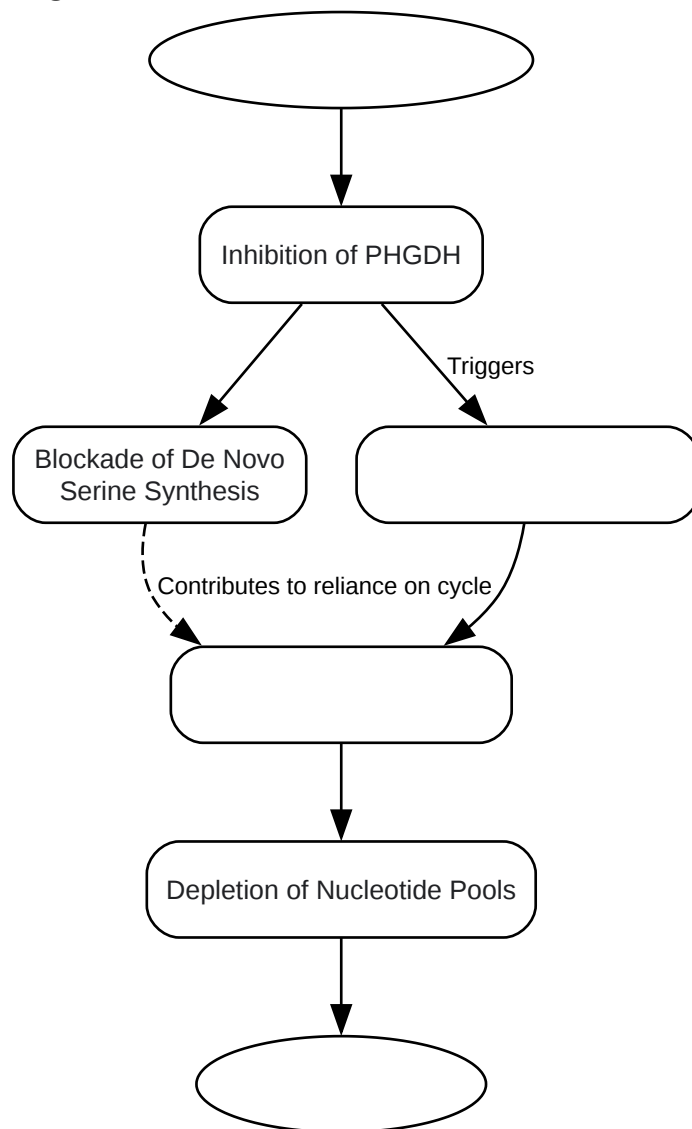 Inhibition of PHGDH
Triggers
Blockade of De Novo
Serine Synthesis
Contributes to reliance on cycle
Depletion of Nucleotide Pools